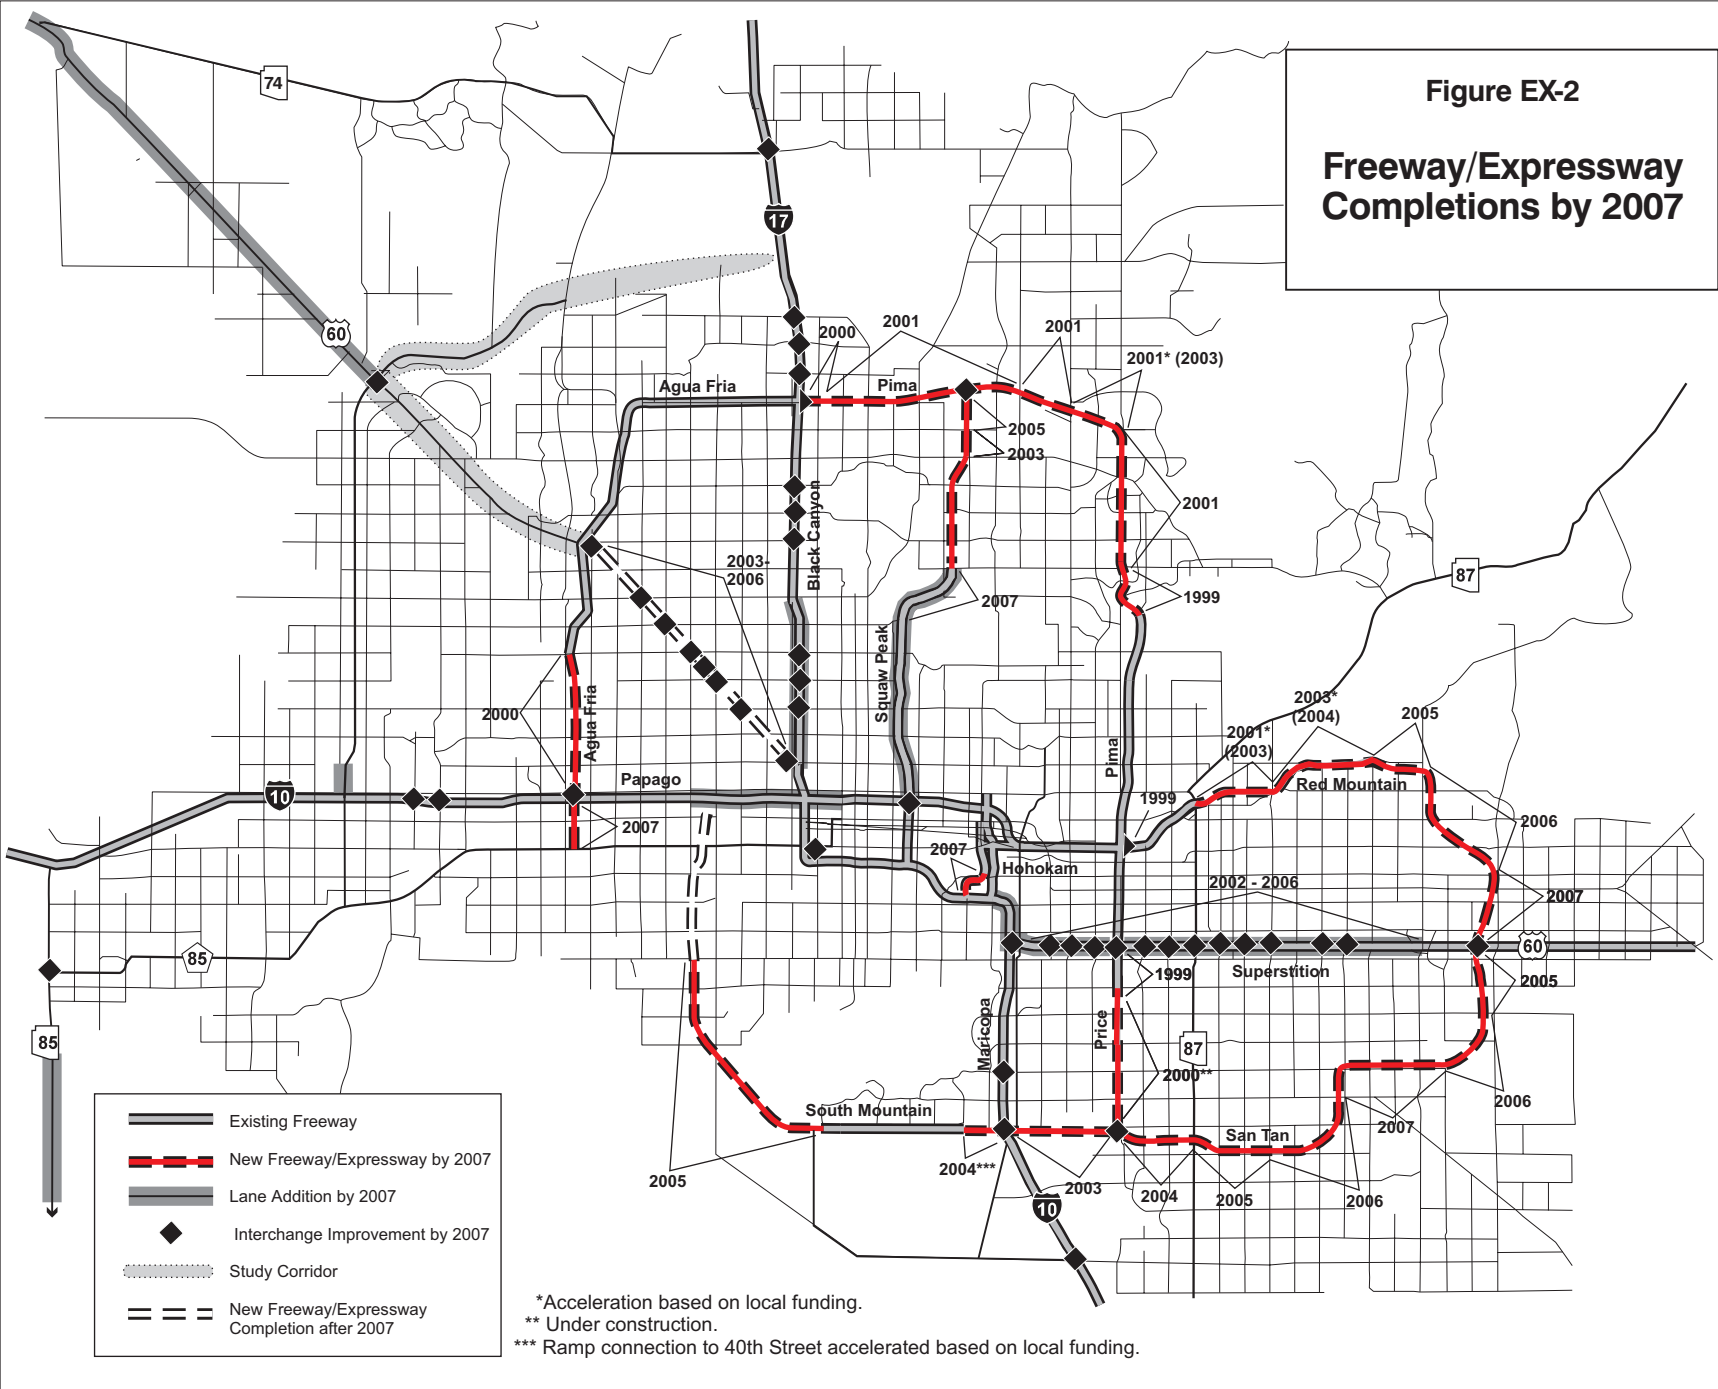 Figure EX-2
Freeway/Expressway
Completions by 2007
74
17
60
2000
2001
2001
2001* (2003)
Agua Fria
Pima
2005
2003
2001
Black Canyon
2003-
2006
87
2007
1999
Squaw Peak
2000
Agua Fria
Pima
2003*
(2004)
2005
2001*
(2003)
Papago
Red Mountain
10
1999
2007
2006
2007
Hohokam
2002 - 2006
2007
85
60
1999
Superstition
2005
85
Maricopa
Price
87
2000**
2006
South Mountain
2007
San Tan
2005
2004***
2003
2004
2005
2006
10
Existing Freeway
New Freeway/Expressway by 2007
Lane Addition by 2007
Interchange Improvement by 2007
Study Corridor
New Freeway/Expressway
Completion after 2007
*Acceleration based on local funding.
** Under construction.
*** Ramp connection to 40th Street accelerated based on local funding.